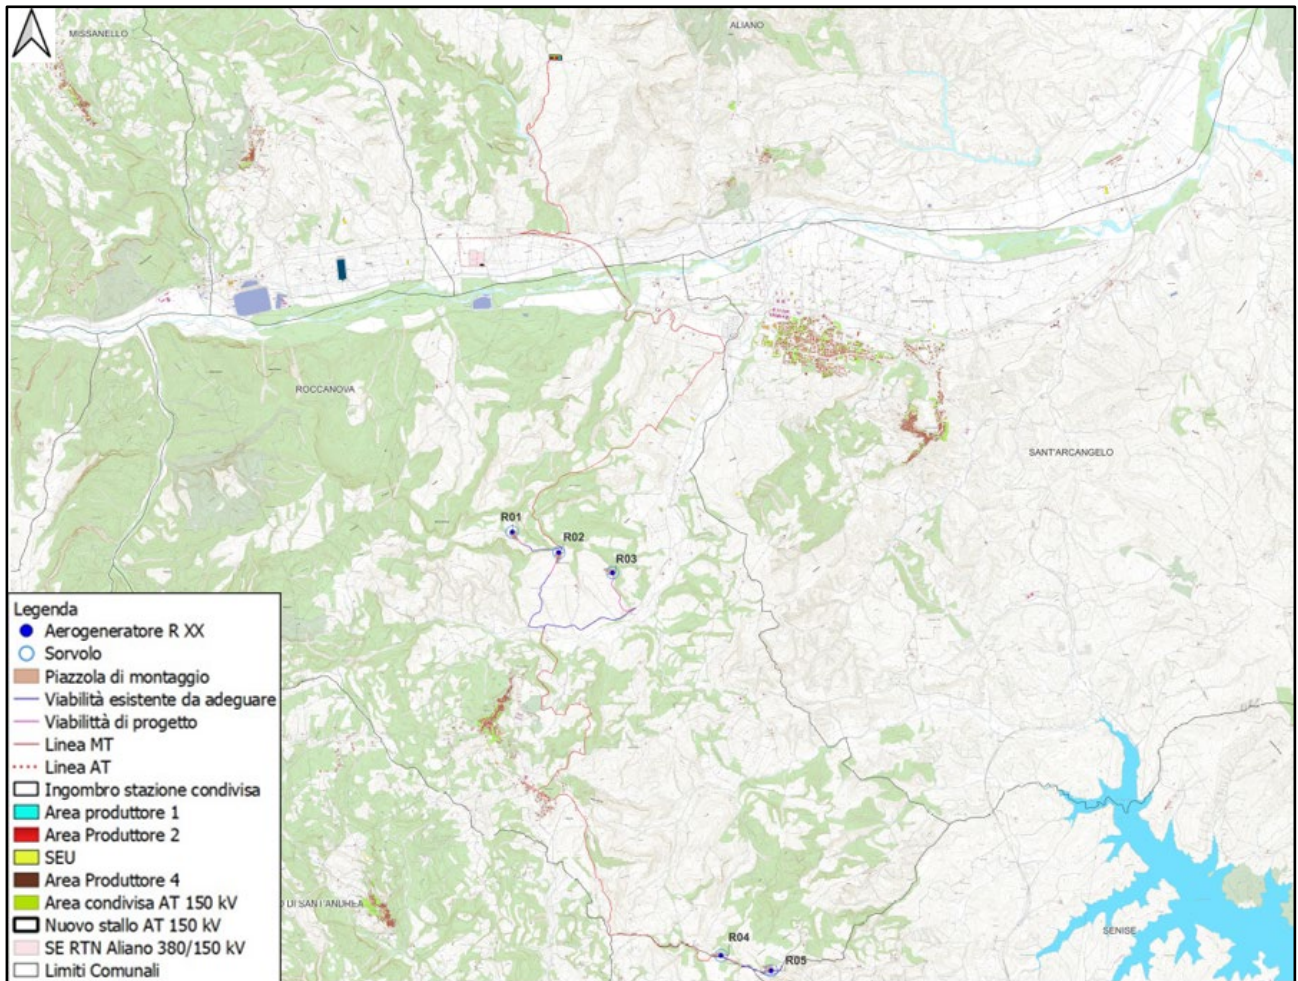 MISSANELLO
ALIANO
ROCCANOVA
SANT'ARCANGELO
R01
R02
R03
Legenda
Aerogeneratore R XX
Sorvolo
Piazzola di montaggio
Viabilità esistente da adeguare
Viabilittà di progetto
Linea MT
Linea AT
Ingombro stazione condivisa
Area produttore 1
Area Produttore 2
SEU
Area Produttore 4
Area condivisa AT 150 kV
Nuovo stallo AT 150 kV
SE RTN Aliano 380/150 kV
Limiti Comunali
O DI SANT'ANDREA
SENISE
R04
R05